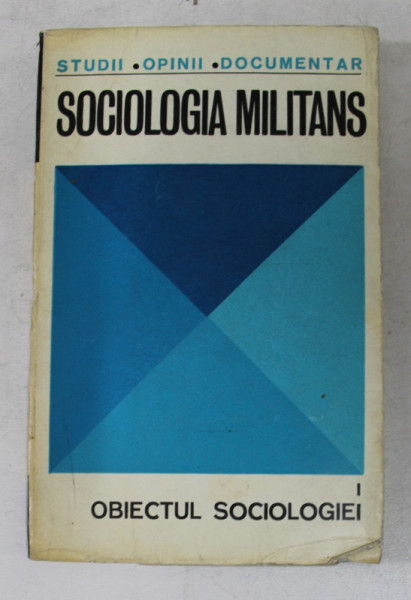 STUDII • OPINII • DOCUMENTAR
SOCIOLOGIA MILITANS
I
OBIECTUL SOCIOLOGIEI